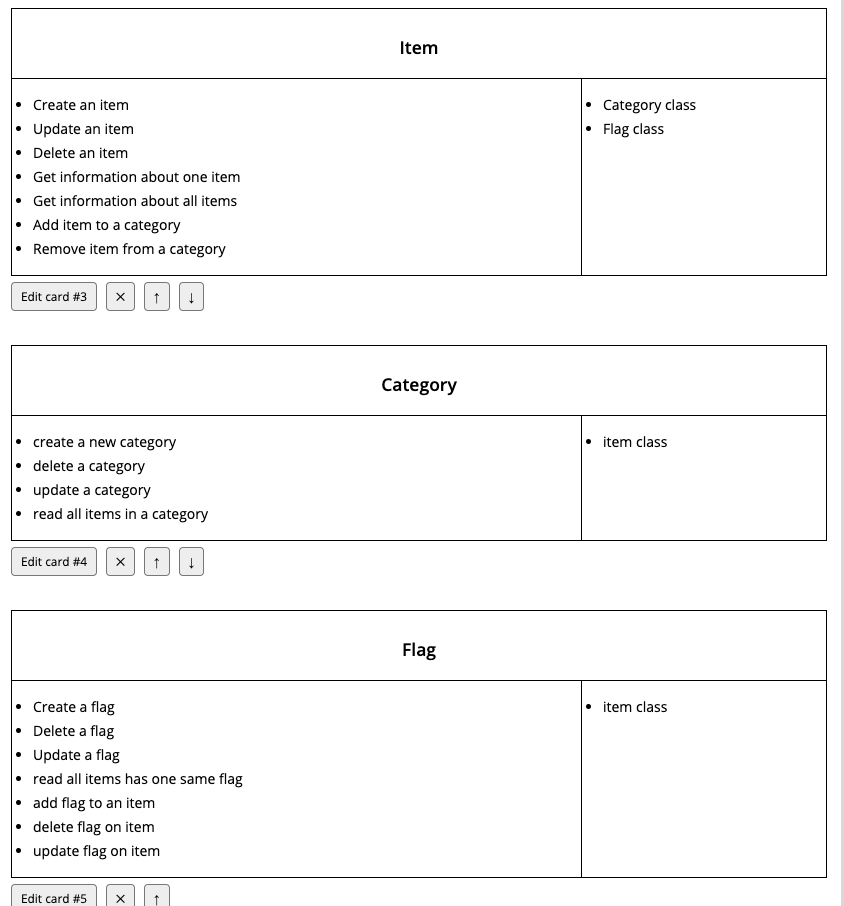 Item
Create an item
Category class
Update an item
Flag class
Delete an item
Get information about one item
Get information about all items
Add item to a category
Remove item from a category
Edit card #3 × ↑ ↓
Category
create a new category
item class
delete a category
update a category
read all items in a category
Edit card #4 × ↑ ↓
Flag
Create a flag
item class
Delete a flag
Update a flag
read all items has one same flag
add flag to an item
delete flag on item
update flag on item
Edit card #5 × ↑